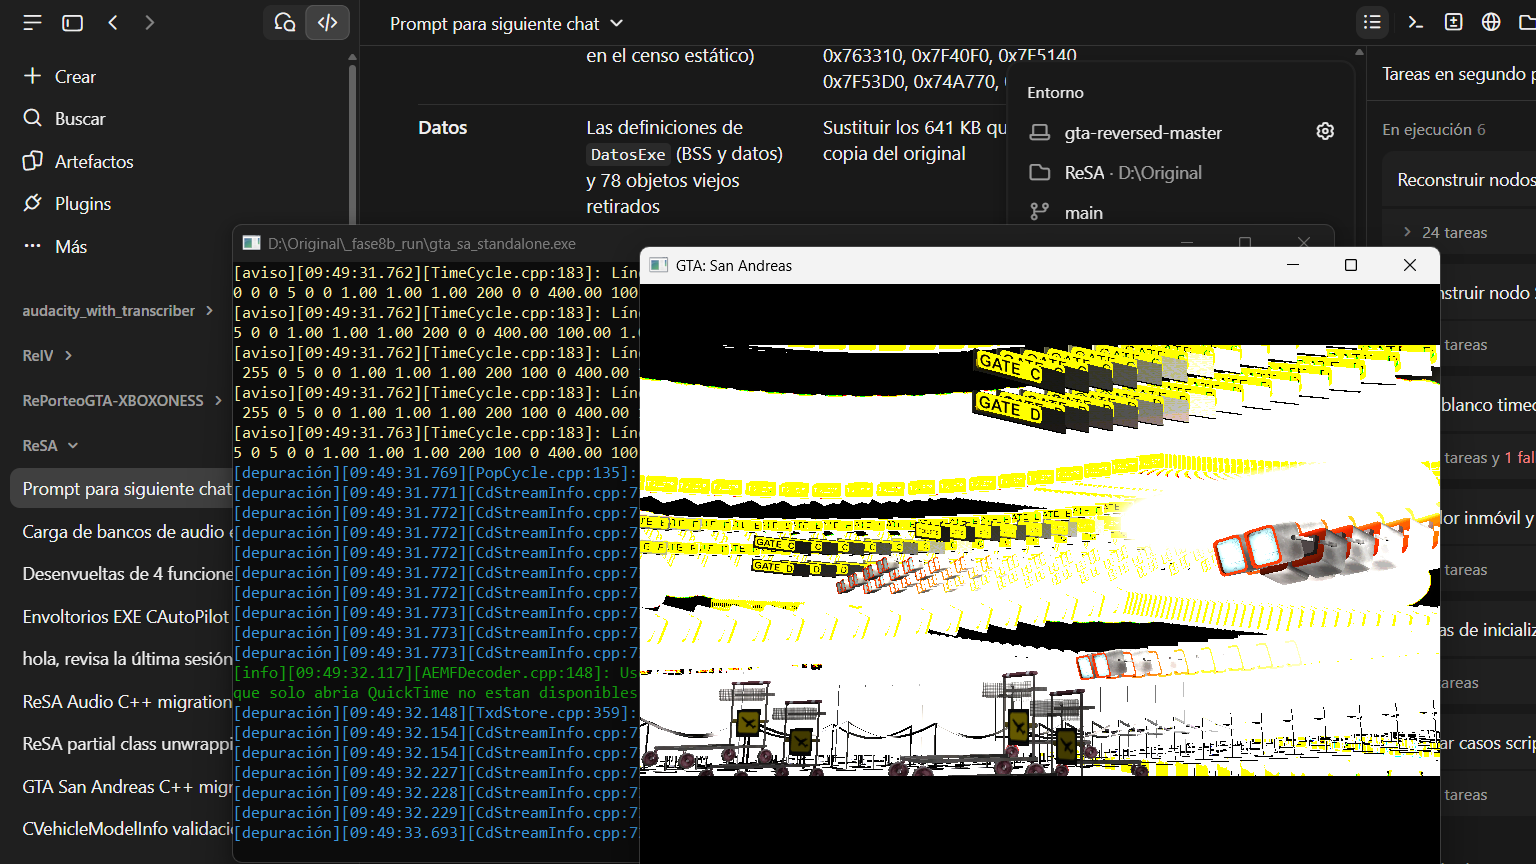 Prompt para siguiente chat
Crear
Buscar
Artefactos
Plugins
Más
audacity_with_transcriber
ReIV
RePorteoGTA-XBOXONESS
ReSA
Prompt para siguiente chat
Carga de bancos de audio
Desenvueltas de 4 funcione
Envoltorios EXE CAutoPilot
hola, revisa la última sesión
ReSA Audio C++ migration
ReSA partial class unwrappi
GTA San Andreas C++ migr
CVehicleModelInfo validaci
en el censo estático)
0x763310, 0x7F40F0, 0x7F5140
0x7F53D0, 0x74A770,
Datos
Las definiciones de
DatosExe (BSS y datos)
y 78 objetos viejos
retirados
Sustituir los 641 KB qu
copia del original
Entorno
gta-reversed-master
ReSA · D:\Original
main
Tareas en segundo p
En ejecución 6
Reconstruir nodos
24 tareas
nstruir nodo
tareas
blanco timec
tareas y 1 fal
or inmóvil y
tareas
as de inicializ
areas
ar casos scrip
tareas
D:\Original\_fase8b_run\gta_sa_standalone.exe
[aviso][09:49:31.762][TimeCycle.cpp:183]: Lín
0 0 0 5 0 0 1.00 1.00 1.00 200 0 0 400.00 100
[aviso][09:49:31.762][TimeCycle.cpp:183]: Lín
5 0 0 1.00 1.00 1.00 200 0 0 400.00 100.00 1.
[aviso][09:49:31.762][TimeCycle.cpp:183]: Lín
255 0 5 0 0 1.00 1.00 1.00 200 100 0 400.00
[aviso][09:49:31.762][TimeCycle.cpp:183]: Lín
255 0 5 0 0 1.00 1.00 1.00 200 100 0 400.00
[aviso][09:49:31.763][TimeCycle.cpp:183]: Lín
5 0 5 0 0 1.00 1.00 1.00 200 100 0 400.00 100
[depuración][09:49:31.769][PopCycle.cpp:135]:
[depuración][09:49:31.771][CdStreamInfo.cpp:7
[depuración][09:49:31.772][CdStreamInfo.cpp:7
[depuración][09:49:31.772][CdStreamInfo.cpp:7
[depuración][09:49:31.772][CdStreamInfo.cpp:7
[depuración][09:49:31.772][CdStreamInfo.cpp:7
[depuración][09:49:31.772][CdStreamInfo.cpp:7
[depuración][09:49:31.773][CdStreamInfo.cpp:7
[depuración][09:49:31.773][CdStreamInfo.cpp:7
[depuración][09:49:31.773][CdStreamInfo.cpp:7
[info][09:49:32.117][AEMFDecoder.cpp:148]: Us
que solo abria QuickTime no estan disponibles
[depuración][09:49:32.148][TxdStore.cpp:359]:
[depuración][09:49:32.154][CdStreamInfo.cpp:7
[depuración][09:49:32.154][CdStreamInfo.cpp:7
[depuración][09:49:32.227][CdStreamInfo.cpp:7
[depuración][09:49:32.228][CdStreamInfo.cpp:7
[depuración][09:49:32.229][CdStreamInfo.cpp:7
[depuración][09:49:33.693][CdStreamInfo.cpp:7
GTA: San Andreas
GATE C
GATE D
GATE C
GATE D